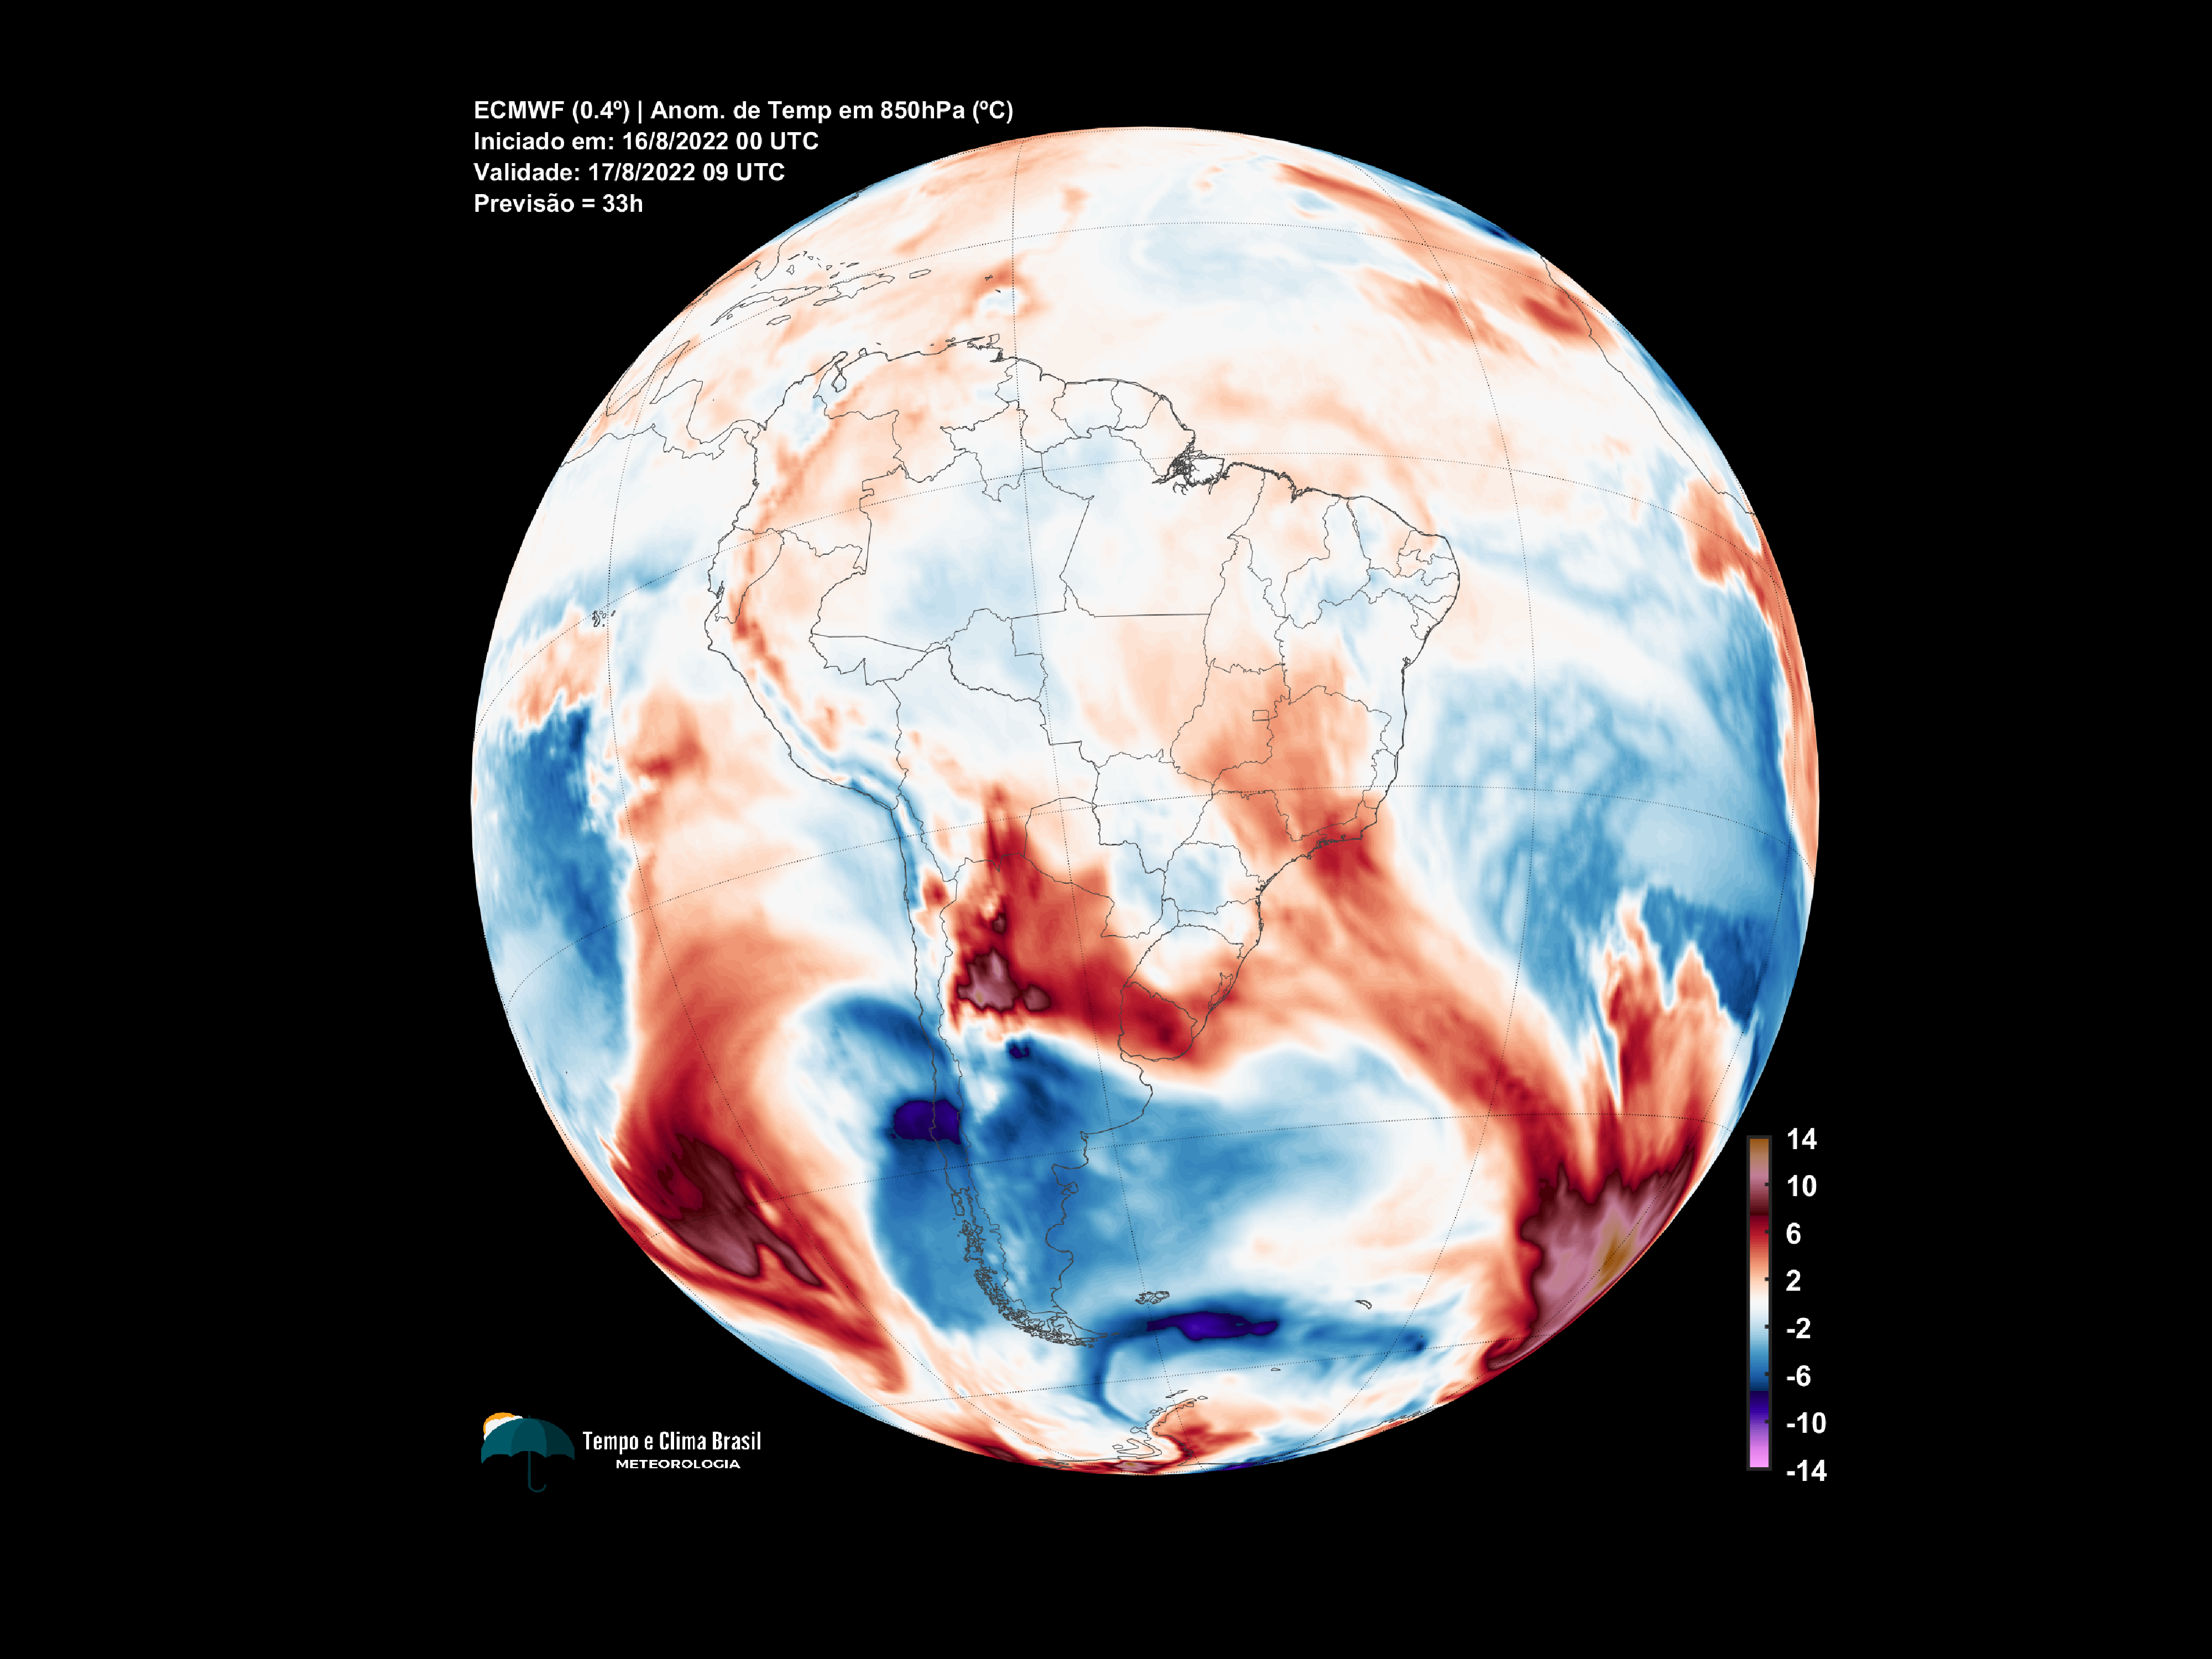 ECMWF (0.4º) | Anom. de Temp em 850hPa (ºC)
Iniciado em: 16/8/2022 00 UTC
Validade: 17/8/2022 09 UTC
Previsão = 33h
14
10
6
2
-2
-6
-10
-14
Tempo e Clima Brasil
METEOROLOGIA